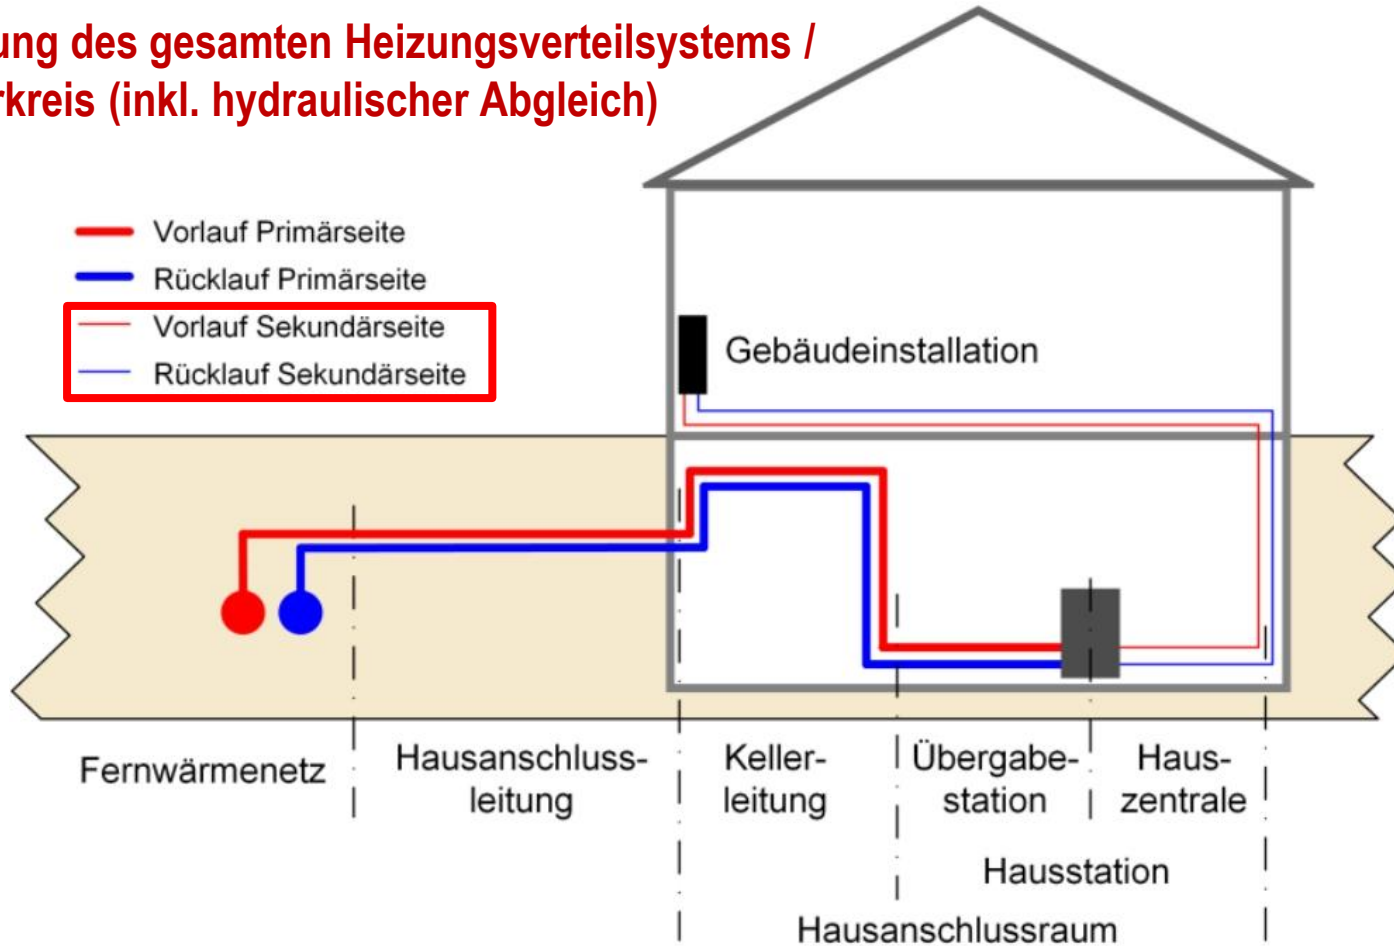 ung des gesamten Heizungsverteilsystems /
rkreis (inkl. hydraulischer Abgleich)
Vorlauf Primärseite
Rücklauf Primärseite
Vorlauf Sekundärseite
Rücklauf Sekundärseite
Gebäudeinstallation
Fernwärmenetz
Hausanschluss-
leitung
Keller-
leitung
Übergabe-
station
Haus-
zentrale
Hausstation
Hausanschlussraum